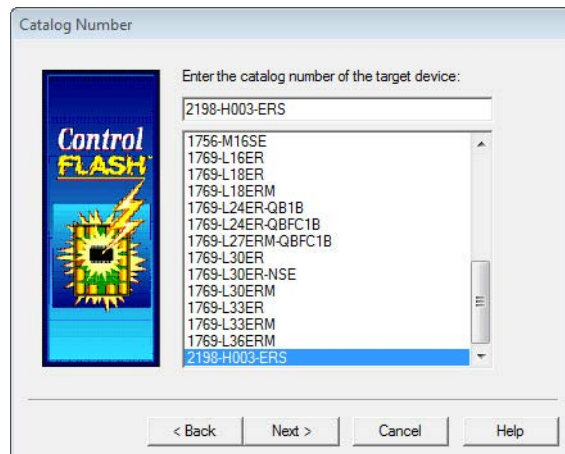 Catalog Number
Enter the catalog number of the target device:
2198-H003-ERS
Control
FLASH
1756-M16SE
1769-L16ER
1769-L18ER
1769-L18ERM
1769-L24ER-QB1B
1769-L24ER-QBFC1B
1769-L27ERM-QBFC1B
1769-L30ER
1769-L30ER-NSE
1769-L30ERM
1769-L33ER
1769-L33ERM
1769-L36ERM
2198-H003-ERS
< Back
Next >
Cancel
Help